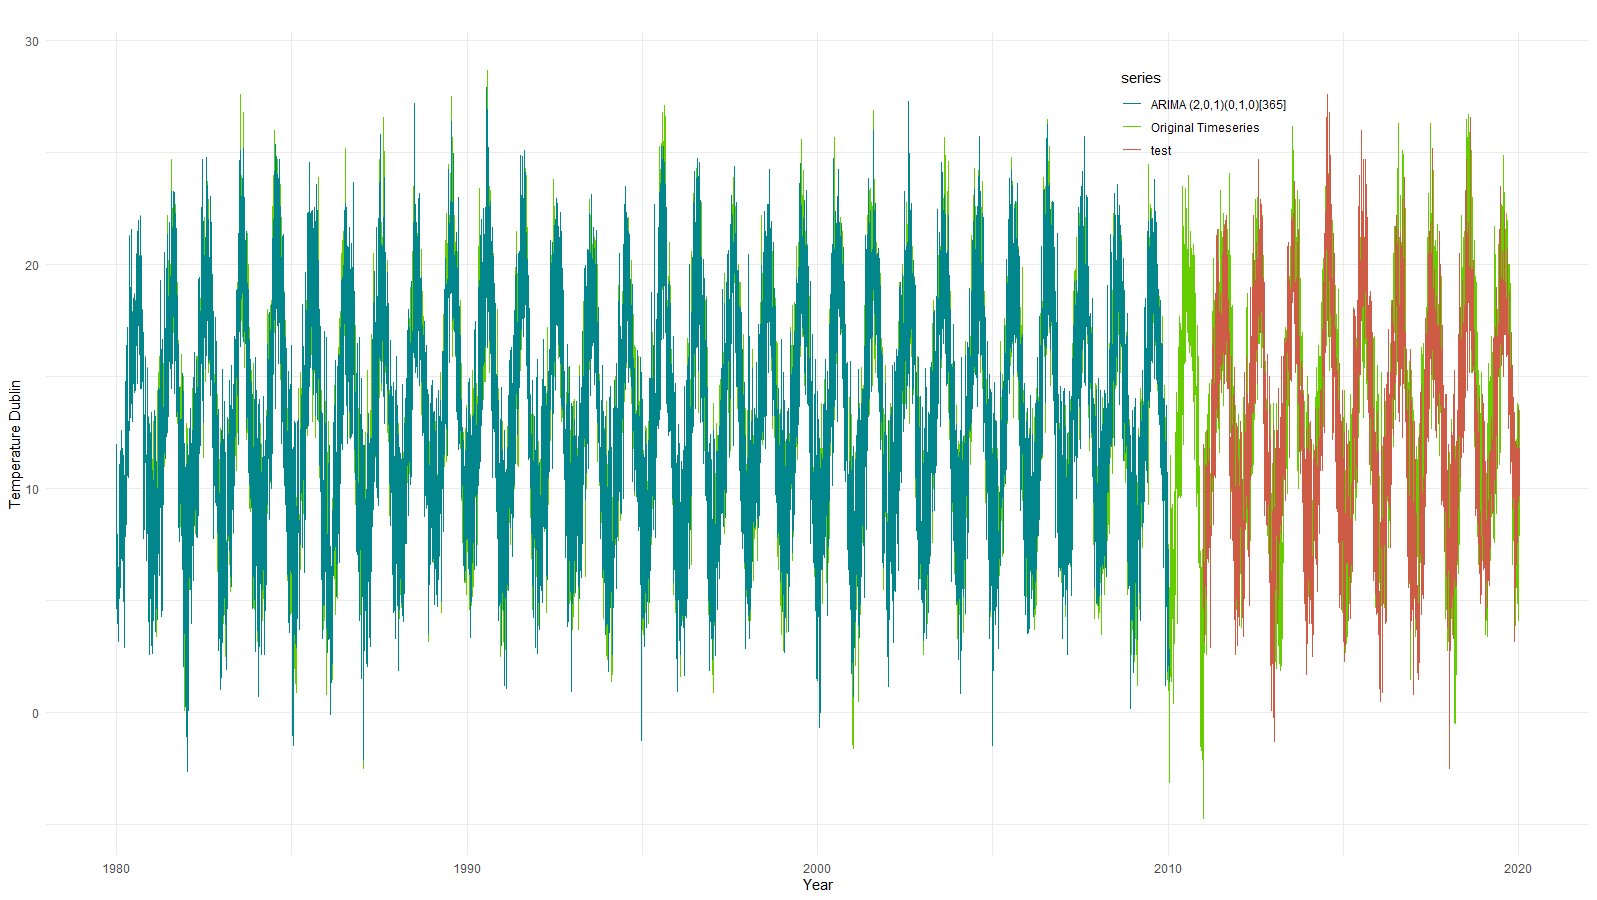 30
20
10
0
Temperature Dublin
series
ARIMA (2,0,1)(0,1,0)[365]
Original Timeseries
test
1980
1990
2000
2010
2020
Year